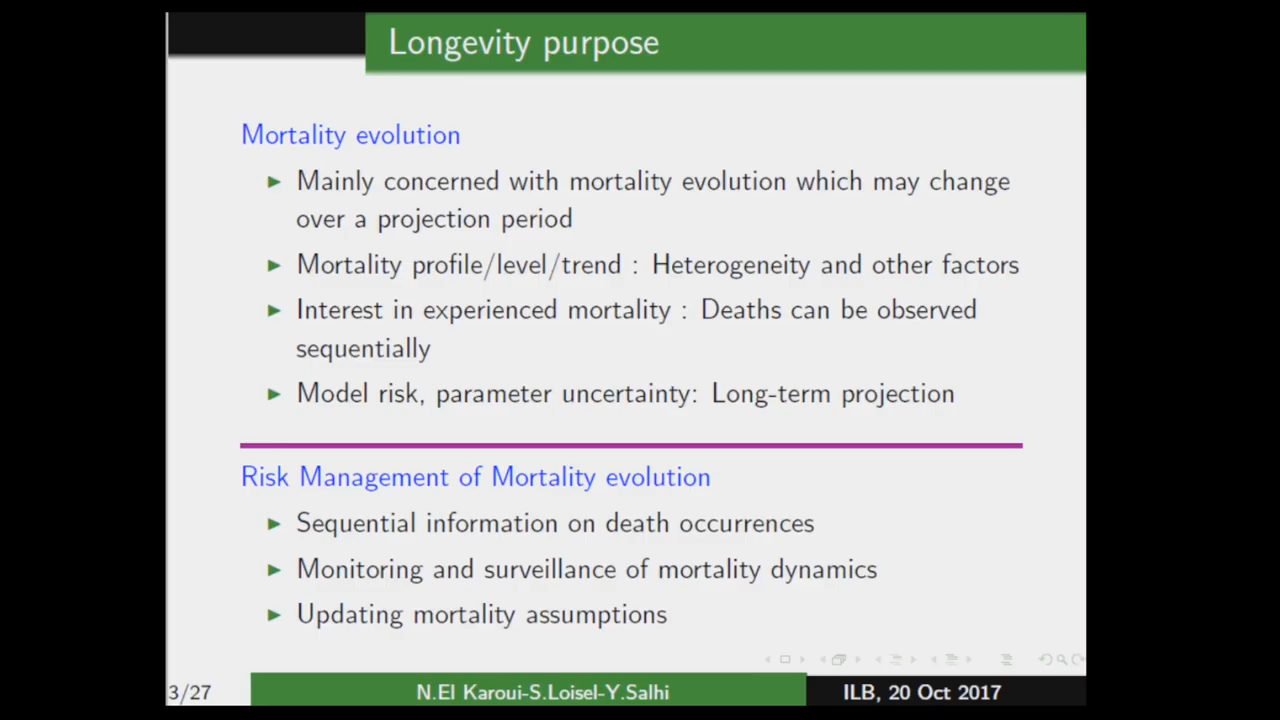 Longevity purpose
Mortality evolution
Mainly concerned with mortality evolution which may change
over a projection period
Mortality profile/level/trend : Heterogeneity and other factors
Interest in experienced mortality : Deaths can be observed
sequentially
Model risk, parameter uncertainty: Long-term projection
Risk Management of Mortality evolution
Sequential information on death occurrences
Monitoring and surveillance of mortality dynamics
Updating mortality assumptions
3/27
N.El Karoui-S.Loisel-Y.Salhi
ILB, 20 Oct 2017